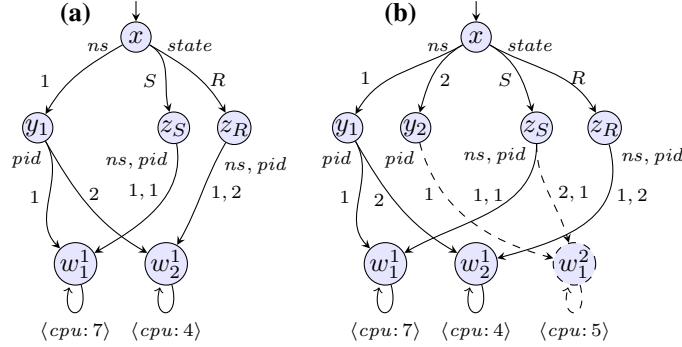 (a)
x
ns
state
1
S
R
y1
zS
zR
pid
ns, pid
ns, pid
1
2
1, 1
1, 2
w₁¹
w₂¹
⟨cpu: 7⟩
⟨cpu: 4⟩
(b)
x
ns
state
1
2
S
R
y1
y2
zS
zR
pid
pid
ns, pid
ns, pid
1
2
1
1, 1
2, 1
1, 2
w₁¹
w₂¹
w₁²
⟨cpu: 7⟩
⟨cpu: 4⟩
⟨cpu: 5⟩